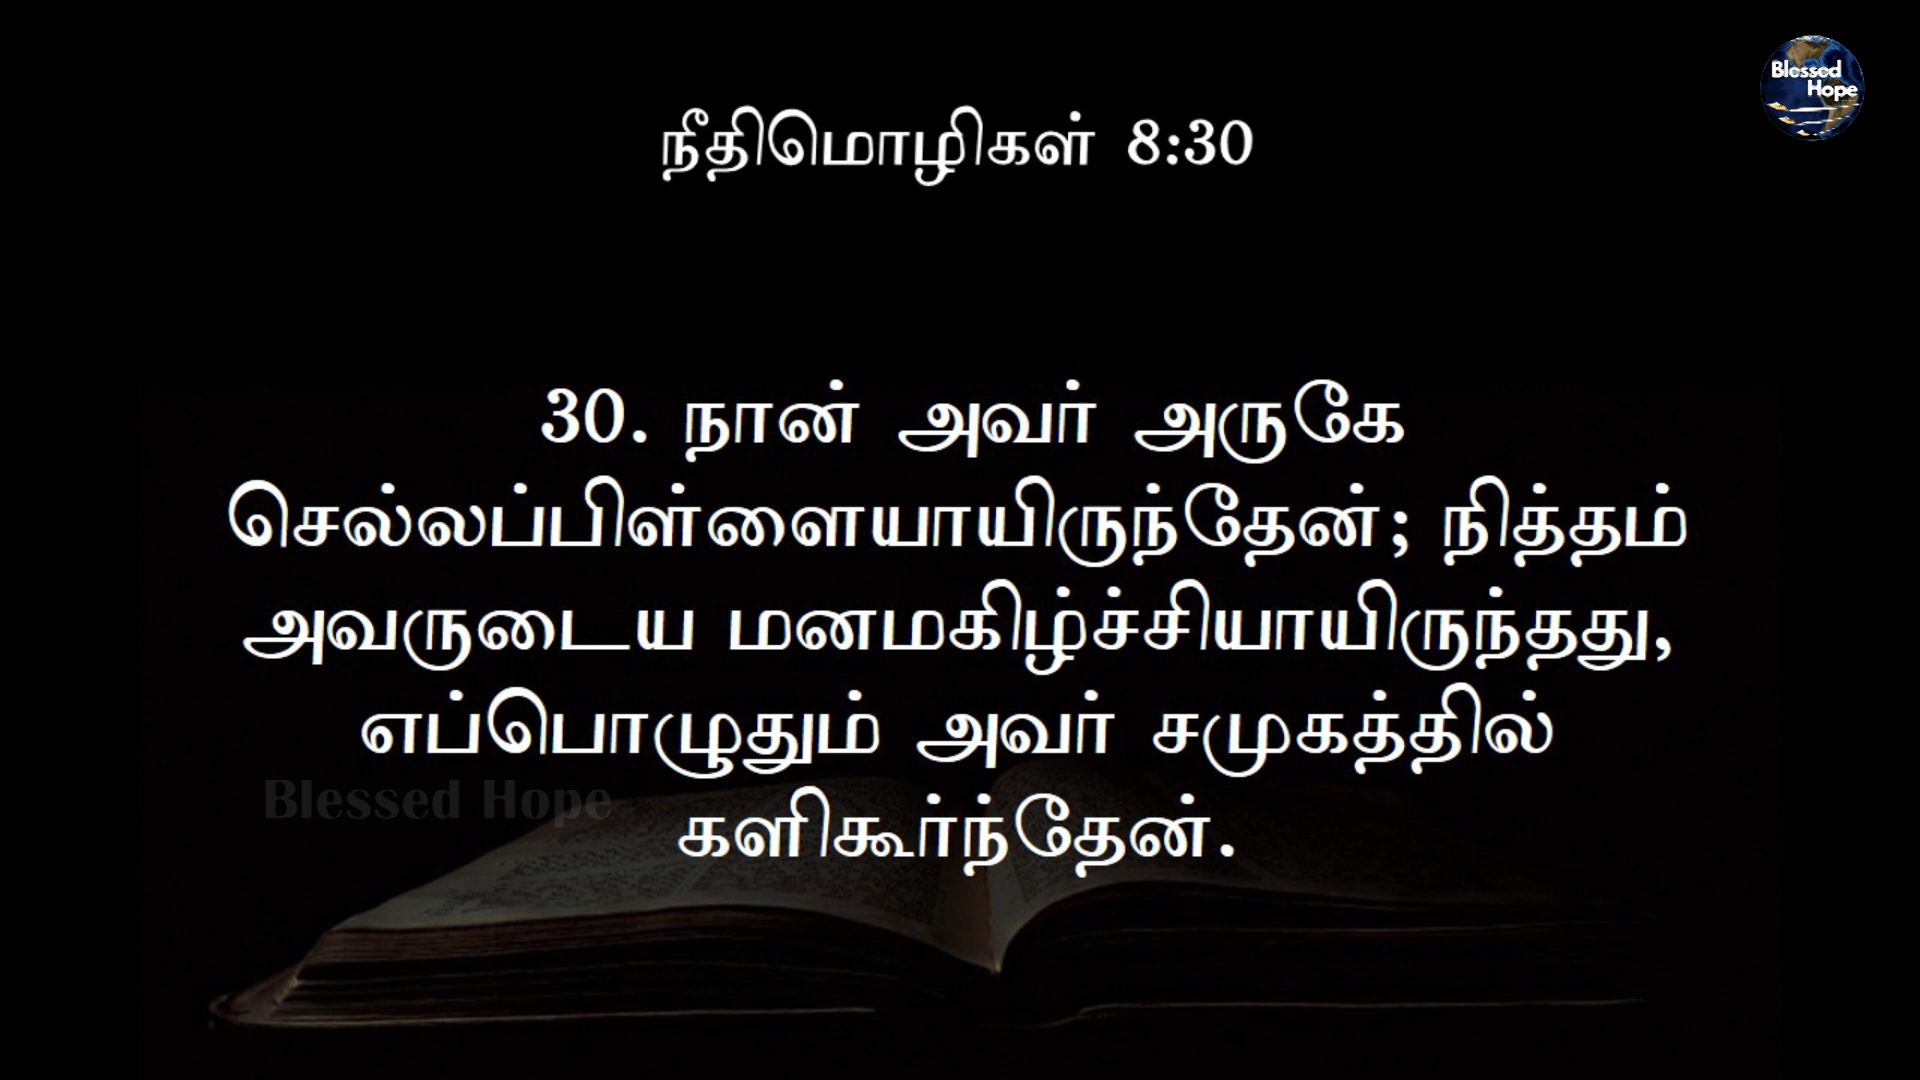 Blessed
Hope
நீதிமொழிகள் 8:30
30. நான் அவர் அருகே
செல்லப்பிள்ளையாயிருந்தேன்; நித்தம்
அவருடைய மனமகிழ்ச்சியாயிருந்தது,
எப்பொழுதும் அவர் சமுகத்தில்
களிகூர்ந்தேன்.
Blessed Hope